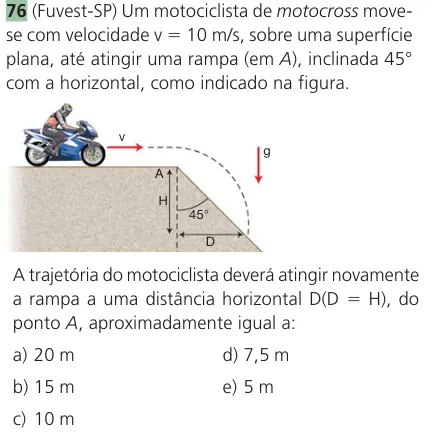 76 (Fuvest-SP) Um motociclista de motocross move-
se com velocidade v = 10 m/s, sobre uma superfície
plana, até atingir uma rampa (em A), inclinada 45°
com a horizontal, como indicado na figura.
v
g
A
H
45°
D
A trajetória do motociclista deverá atingir novamente
a rampa a uma distância horizontal D(D = H), do
ponto A, aproximadamente igual a:
a) 20 m
b) 15 m
c) 10 m
d) 7,5 m
e) 5 m